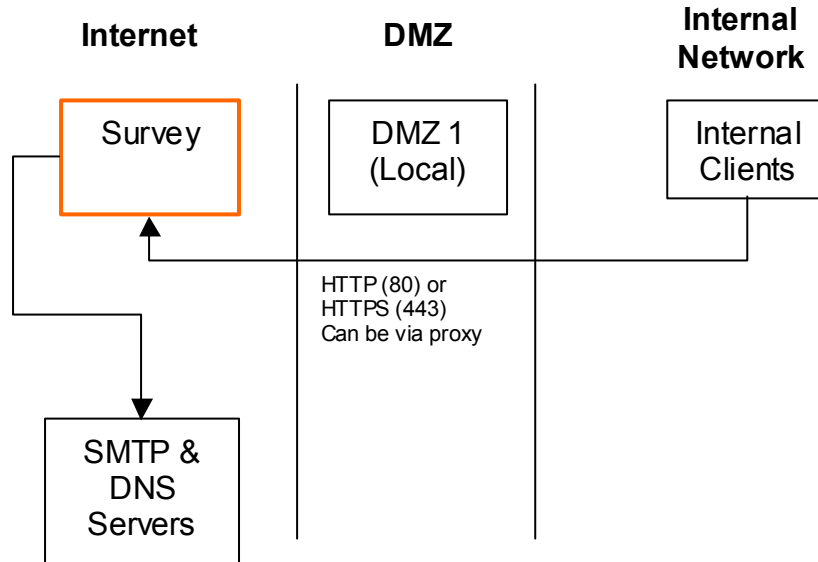 Internet
DMZ
Internal
Network
Survey
DMZ 1
(Local)
Internal
Clients
HTTP (80) or
HTTPS (443)
Can be via proxy
SMTP &
DNS
Servers